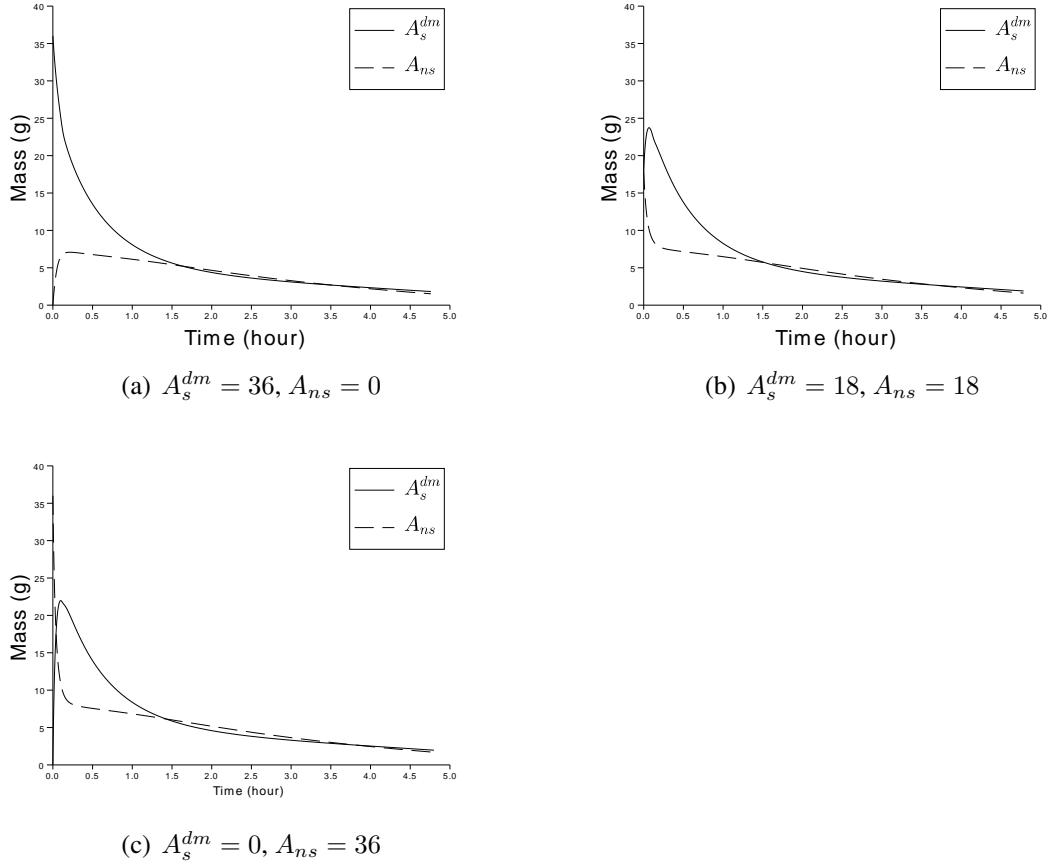 40
35
30
25
20
15
10
5
0
Mass (g)
0.0 0.5 1.0 1.5 2.0 2.5 3.0 3.5 4.0 4.5 5.0
Time (hour)
A_s^{dm}
A_{ns}
(a) A_s^{dm} = 36, A_{ns} = 0
40
35
30
25
20
15
10
5
0
Mass (g)
0.0 0.5 1.0 1.5 2.0 2.5 3.0 3.5 4.0 4.5 5.0
Time (hour)
A_s^{dm}
A_{ns}
(b) A_s^{dm} = 18, A_{ns} = 18
40
35
30
25
20
15
10
5
0
Mass (g)
0.0 0.5 1.0 1.5 2.0 2.5 3.0 3.5 4.0 4.5 5.0
Time (hour)
A_s^{dm}
A_{ns}
(c) A_s^{dm} = 0, A_{ns} = 36